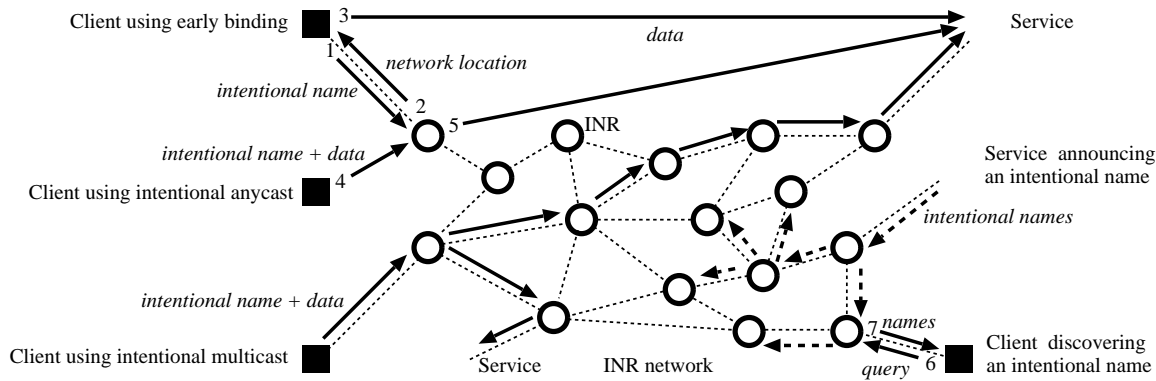 Client using early binding
3
Service
data
1
network location
intentional name
2
5
INR
intentional name + data
Client using intentional anycast
4
Service announcing
an intentional name
intentional names
intentional name + data
Client using intentional multicast
Service
INR network
7
names
6
query
Client discovering
an intentional name